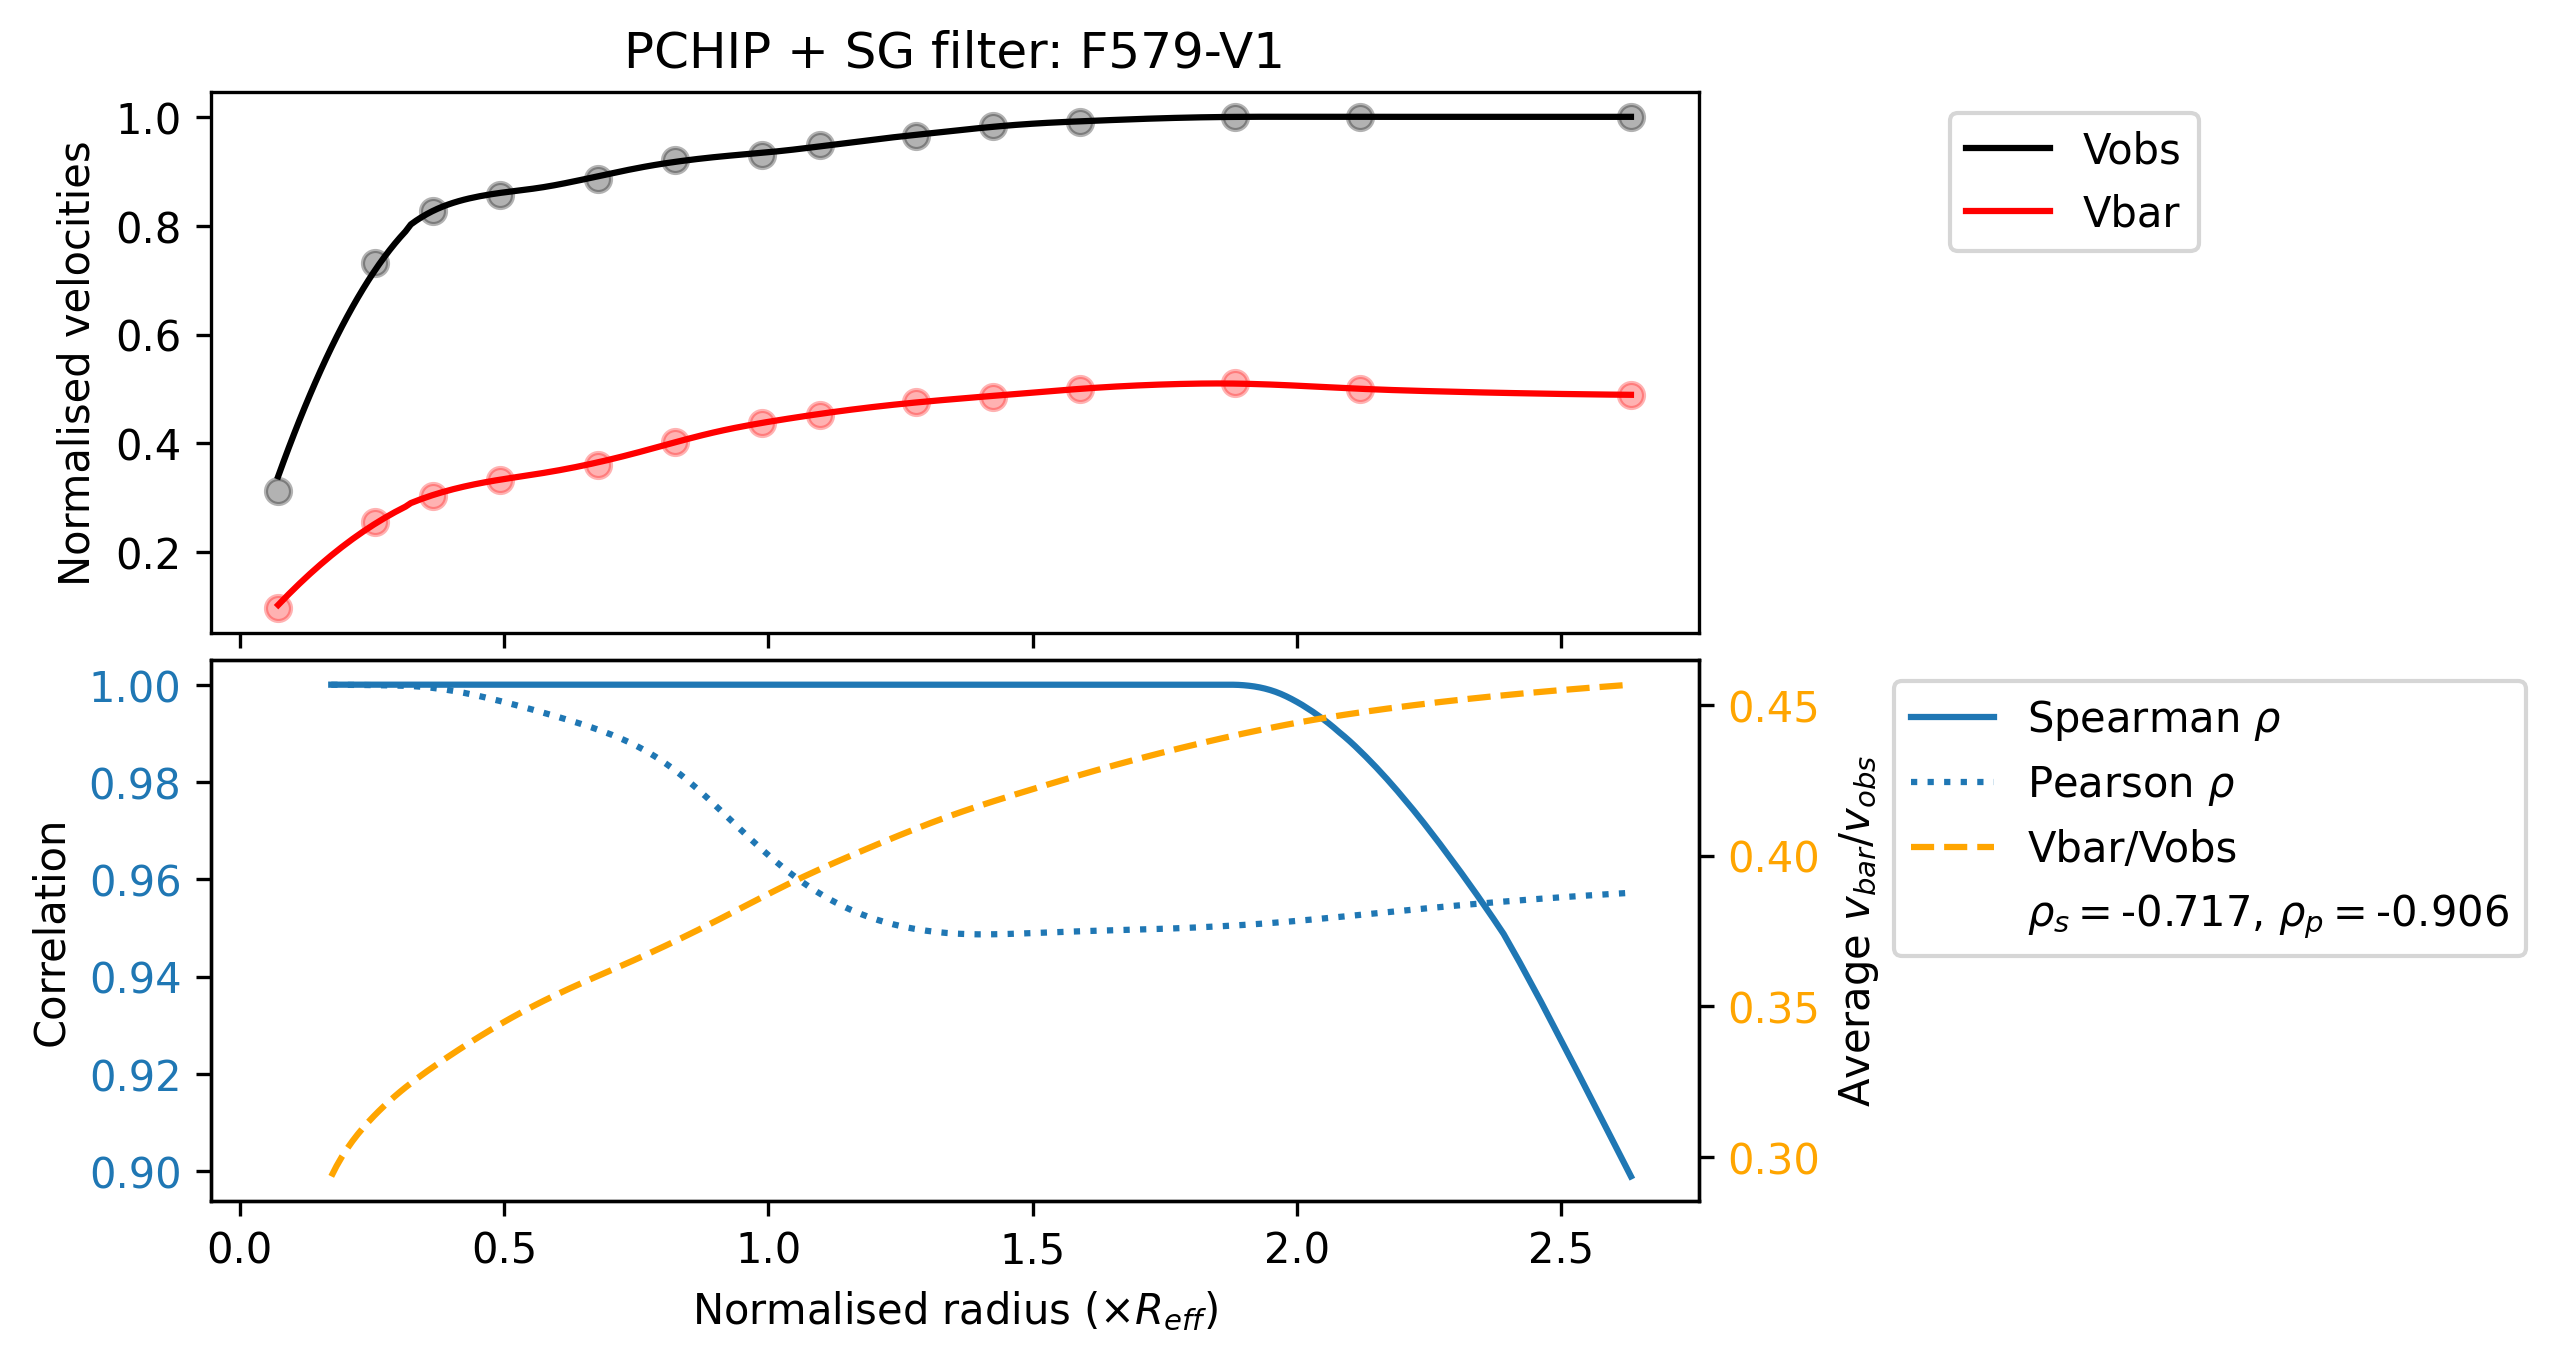 PCHIP + SG filter: F579-V1
Normalised velocities
1.0
0.8
0.6
0.4
0.2
Vobs
Vbar
Correlation
1.00
0.98
0.96
0.94
0.92
0.90
0.45
0.40
0.35
0.30
Average v_bar/v_obs
Spearman ρ
Pearson ρ
Vbar/Vobs
ρ_s = -0.717, ρ_p = -0.906
0.0 0.5 1.0 1.5 2.0 2.5
Normalised radius (×R_eff)